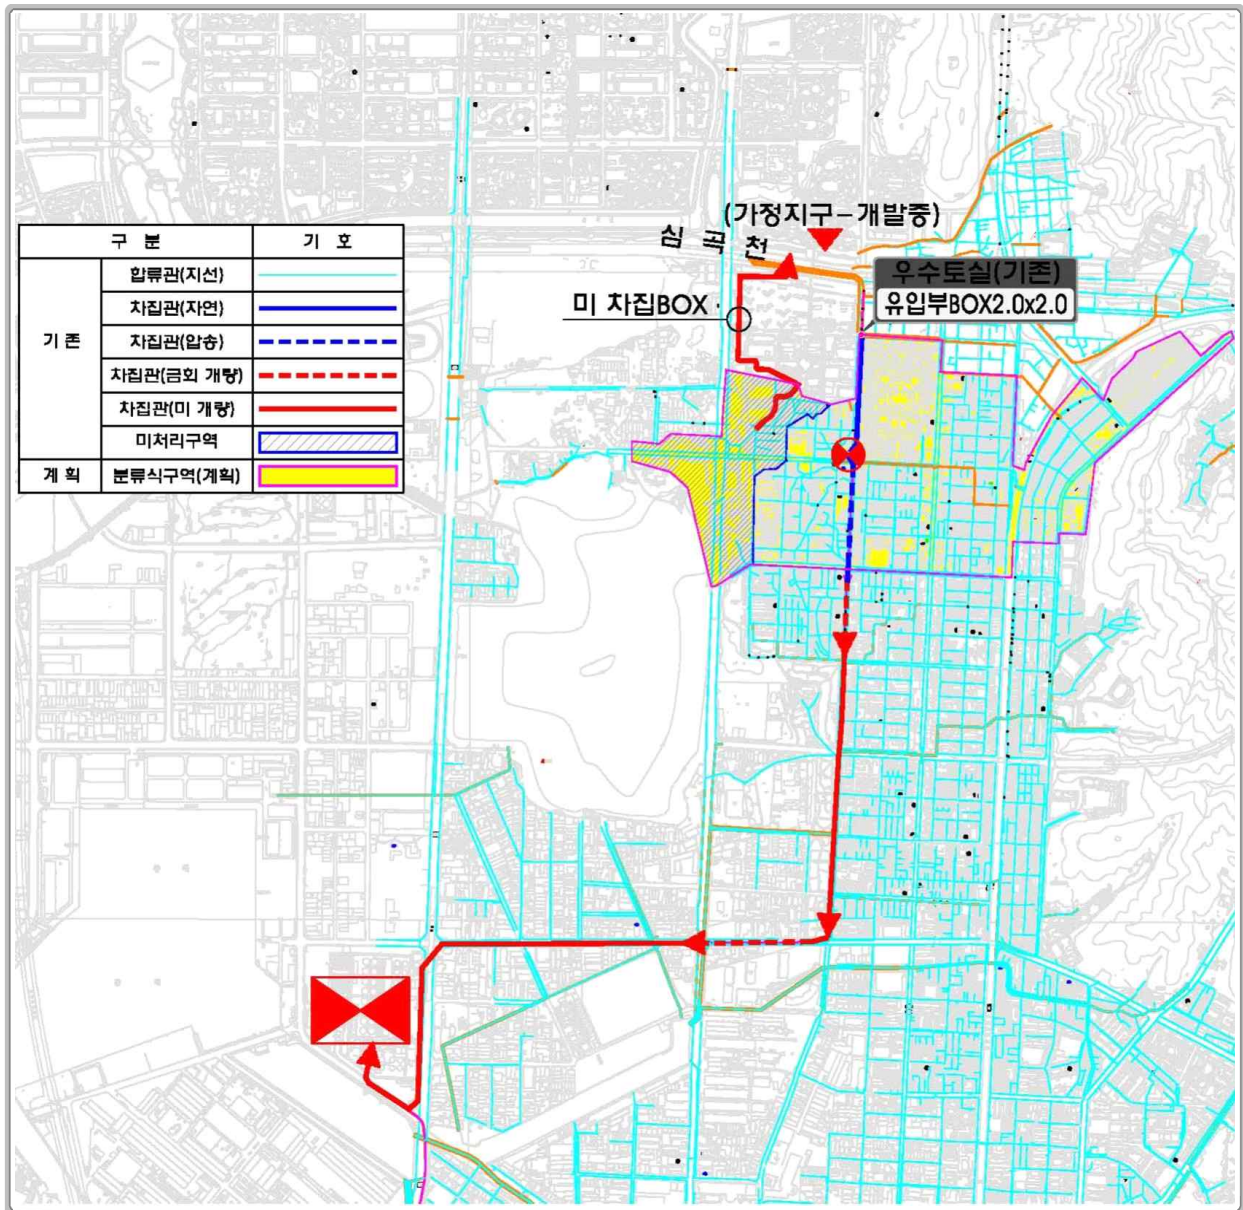 (가정지구-개발중)
심 곡 천
우수토실(기존)
유입부BOX2.0x2.0
미 차집BOX
구 분 기 호
기 존
합류관(지선)
차집관(자연)
차집관(압송)
차집관(금회 개량)
차집관(미 개량)
미처리구역
계 획 분류식구역(계획)